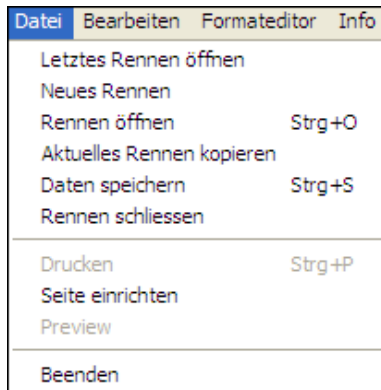 Datei Bearbeiten Formateditor Info
Letztes Rennen öffnen
Neues Rennen
Rennen öffnen Strg+O
Aktuelles Rennen kopieren
Daten speichern Strg+S
Rennen schliessen
Drucken Strg+P
Seite einrichten
Preview
Beenden